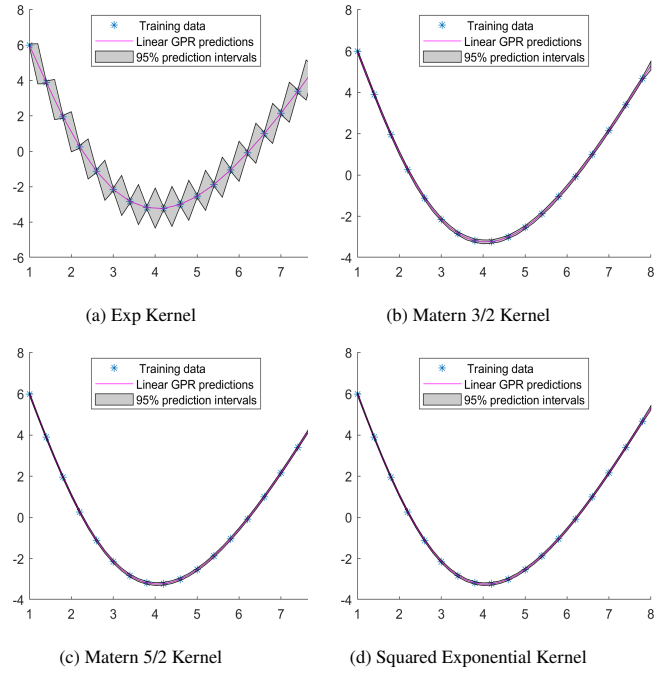 8
6
4
2
0
-2
-4
-6
1 2 3 4 5 6 7
Training data
Linear GPR predictions
95% prediction intervals
(a) Exp Kernel
8
6
4
2
0
-2
-4
1 2 3 4 5 6 7 8
Training data
Linear GPR predictions
95% prediction intervals
(b) Matern 3/2 Kernel
8
6
4
2
0
-2
-4
1 2 3 4 5 6 7
Training data
Linear GPR predictions
95% prediction intervals
(c) Matern 5/2 Kernel
8
6
4
2
0
-2
-4
1 2 3 4 5 6 7 8
Training data
Linear GPR predictions
95% prediction intervals
(d) Squared Exponential Kernel